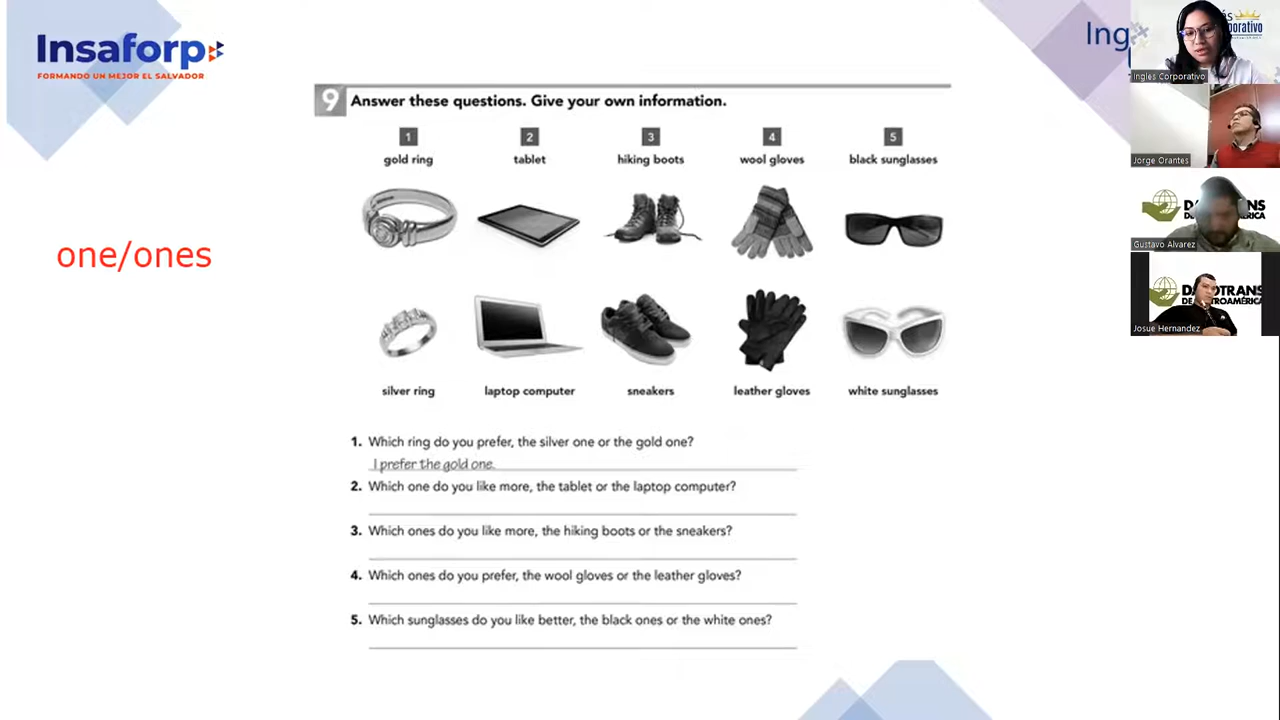 Insaforp
FORMANDO UN MEJOR EL SALVADOR
Ing
és
porativo
Ingles Corporativo
9 Answer these questions. Give your own information.
1 2 3 4 5
gold ring tablet hiking boots wool gloves black sunglasses
Jorge Orantes
one/ones
Gustavo Alvarez
Josue Hernandez
silver ring laptop computer sneakers leather gloves white sunglasses
1. Which ring do you prefer, the silver one or the gold one?
I prefer the gold one.
2. Which one do you like more, the tablet or the laptop computer?
3. Which ones do you like more, the hiking boots or the sneakers?
4. Which ones do you prefer, the wool gloves or the leather gloves?
5. Which sunglasses do you like better, the black ones or the white ones?